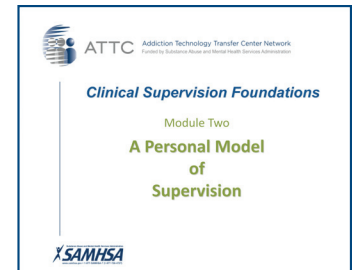 ATTC Addiction Technology Transfer Center Network
Funded by Substance Abuse and Mental Health Services Administration
Clinical Supervision Foundations
Module Two
A Personal Model
of
Supervision
SAMHSA